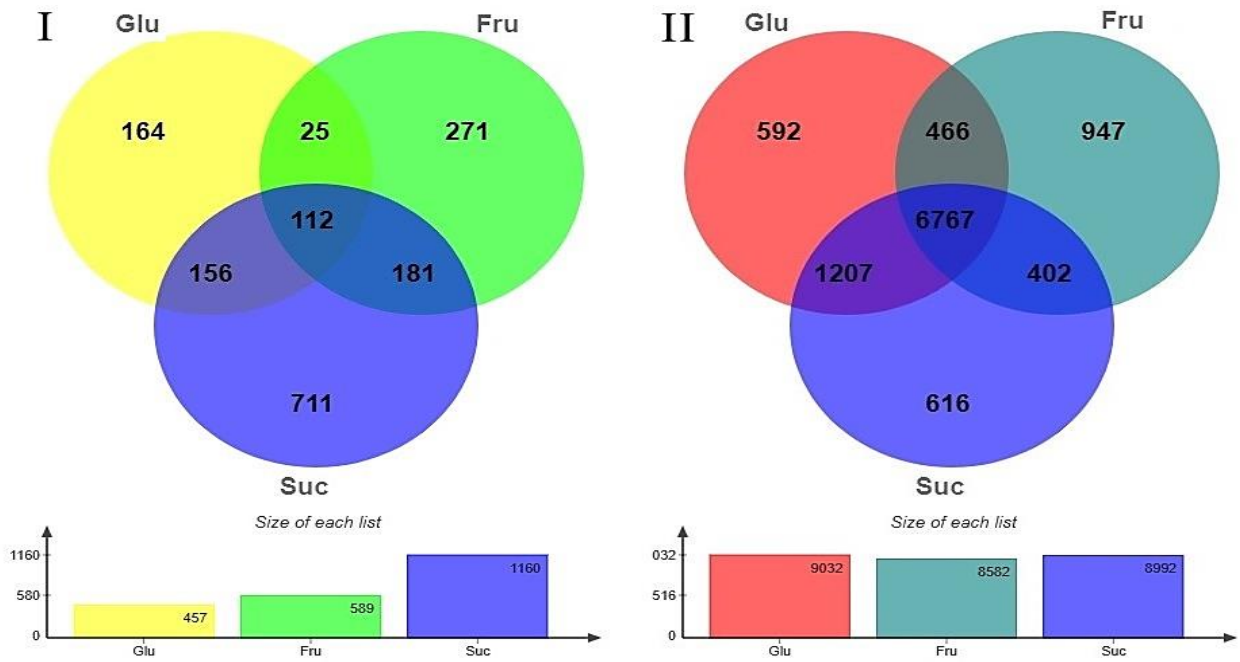 I
Glu
Fru
164
25
271
112
156
181
711
Suc
Size of each list
1160
580
0
457
589
1160
Glu
Fru
Suc
II
Glu
Fru
592
466
947
6767
1207
402
616
Suc
Size of each list
032
516
0
9032
8582
8992
Glu
Fru
Suc